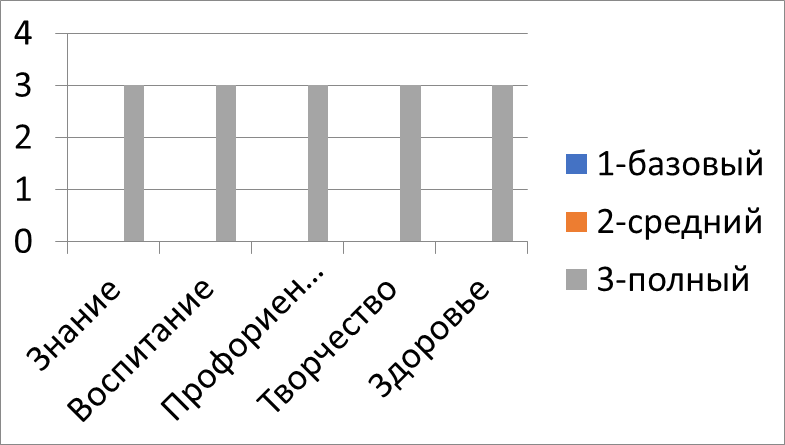 4
3
2
1
0
Знание
Воспитание
Профориен...
Творчество
Здоровье
1-базовый
2-средний
3-полный